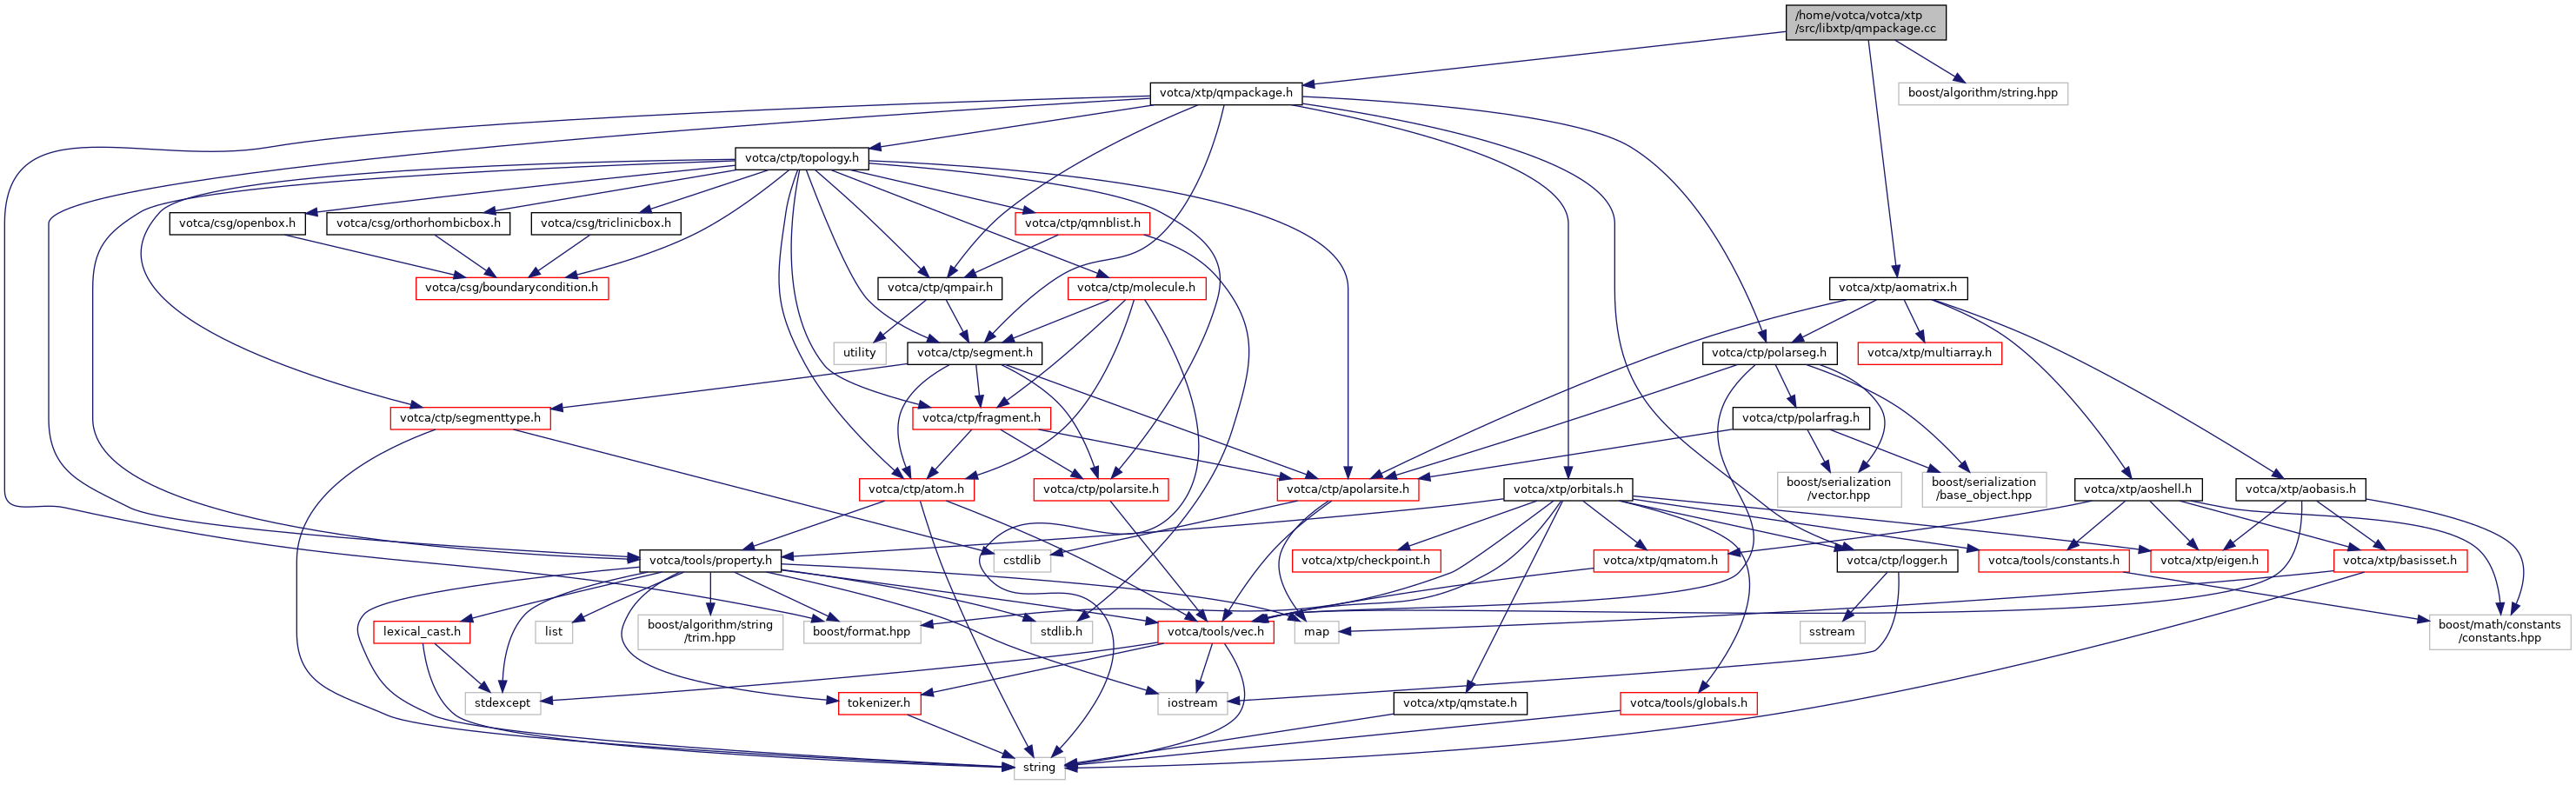 /home/votca/votca/xtp
/src/libxtp/qmpackage.cc
votca/xtp/qmpackage.h
boost/algorithm/string.hpp
votca/ctp/topology.h
votca/csg/openbox.h
votca/csg/orthorhombicbox.h
votca/csg/triclinicbox.h
votca/ctp/qmnblist.h
votca/csg/boundarycondition.h
votca/ctp/qmpair.h
votca/ctp/molecule.h
votca/xtp/aomatrix.h
utility
votca/ctp/segment.h
votca/ctp/polarseg.h
votca/xtp/multiarray.h
votca/ctp/segmenttype.h
votca/ctp/fragment.h
votca/ctp/polarfrag.h
votca/ctp/atom.h
votca/ctp/polarsite.h
votca/ctp/apolarsite.h
votca/xtp/orbitals.h
boost/serialization
/vector.hpp
boost/serialization
/base_object.hpp
votca/xtp/aoshell.h
votca/xtp/aobasis.h
votca/tools/property.h
cstdlib
votca/xtp/checkpoint.h
votca/xtp/qmatom.h
votca/ctp/logger.h
votca/tools/constants.h
votca/xtp/eigen.h
votca/xtp/basisset.h
lexical_cast.h
list
boost/algorithm/string
/trim.hpp
boost/format.hpp
stdlib.h
votca/tools/vec.h
map
sstream
boost/math/constants
/constants.hpp
stdexcept
tokenizer.h
iostream
votca/xtp/qmstate.h
votca/tools/globals.h
string